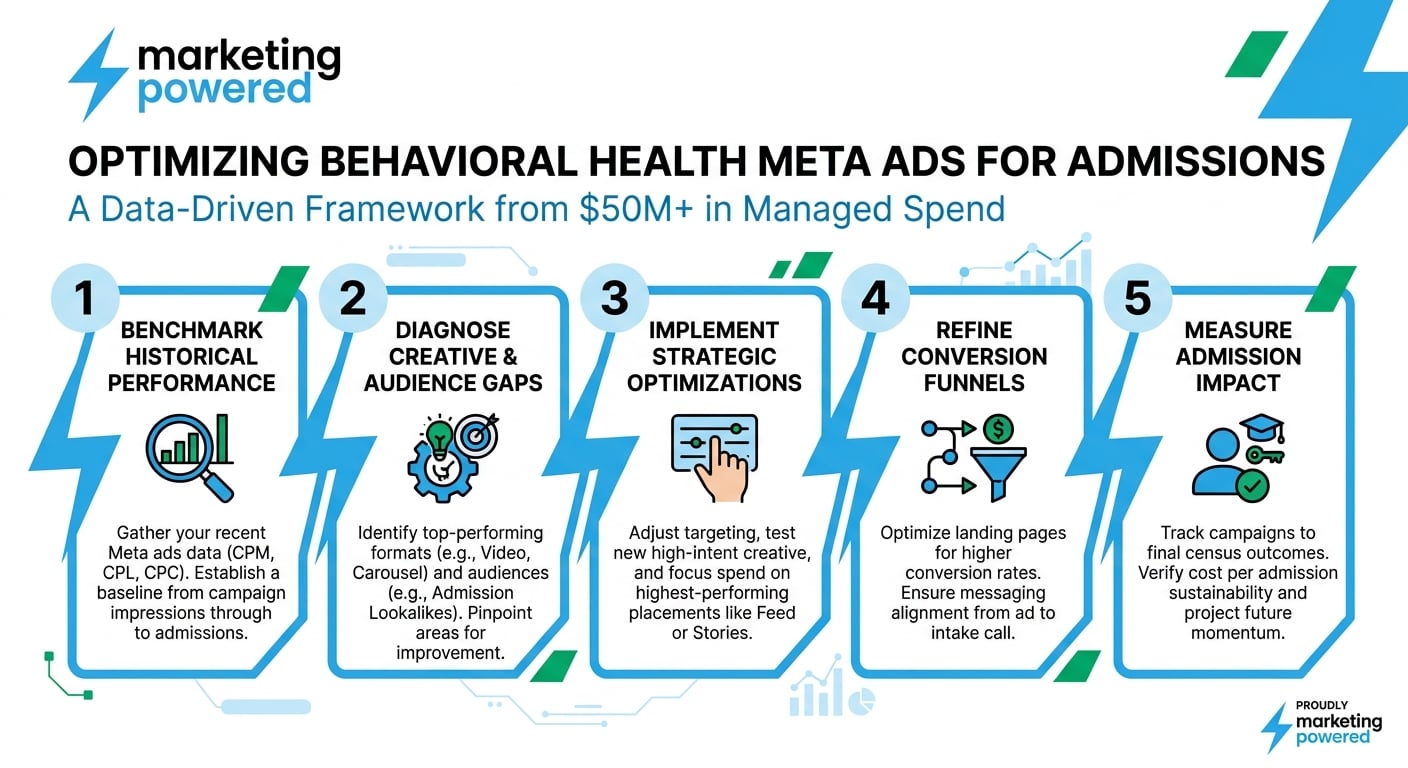 marketing
powered
OPTIMIZING BEHAVIORAL HEALTH META ADS FOR ADMISSIONS
A Data-Driven Framework from $50M+ in Managed Spend
1
BENCHMARK
HISTORICAL
PERFORMANCE
Gather your recent
Meta ads data (CPM,
CPL, CPC). Establish a
baseline from campaign
impressions through
to admissions.
2
DIAGNOSE
CREATIVE &
AUDIENCE GAPS
Identify top-performing
formats (e.g., Video,
Carousel) and audiences
(e.g., Admission
Lookalikes). Pinpoint
areas for
improvement.
3
IMPLEMENT
STRATEGIC
OPTIMIZATIONS
Adjust targeting, test
new high-intent creative,
and focus spend on
highest-performing
placements like Feed
or Stories.
4
REFINE
CONVERSION
FUNNELS
$
Optimize landing pages
for higher
conversion rates.
Ensure messaging
alignment from ad to
intake call.
5
MEASURE
ADMISSION
IMPACT
Track campaigns to
final census outcomes.
Verify cost per admission
sustainability and
project future
momentum.
PROUDLY
marketing
powered